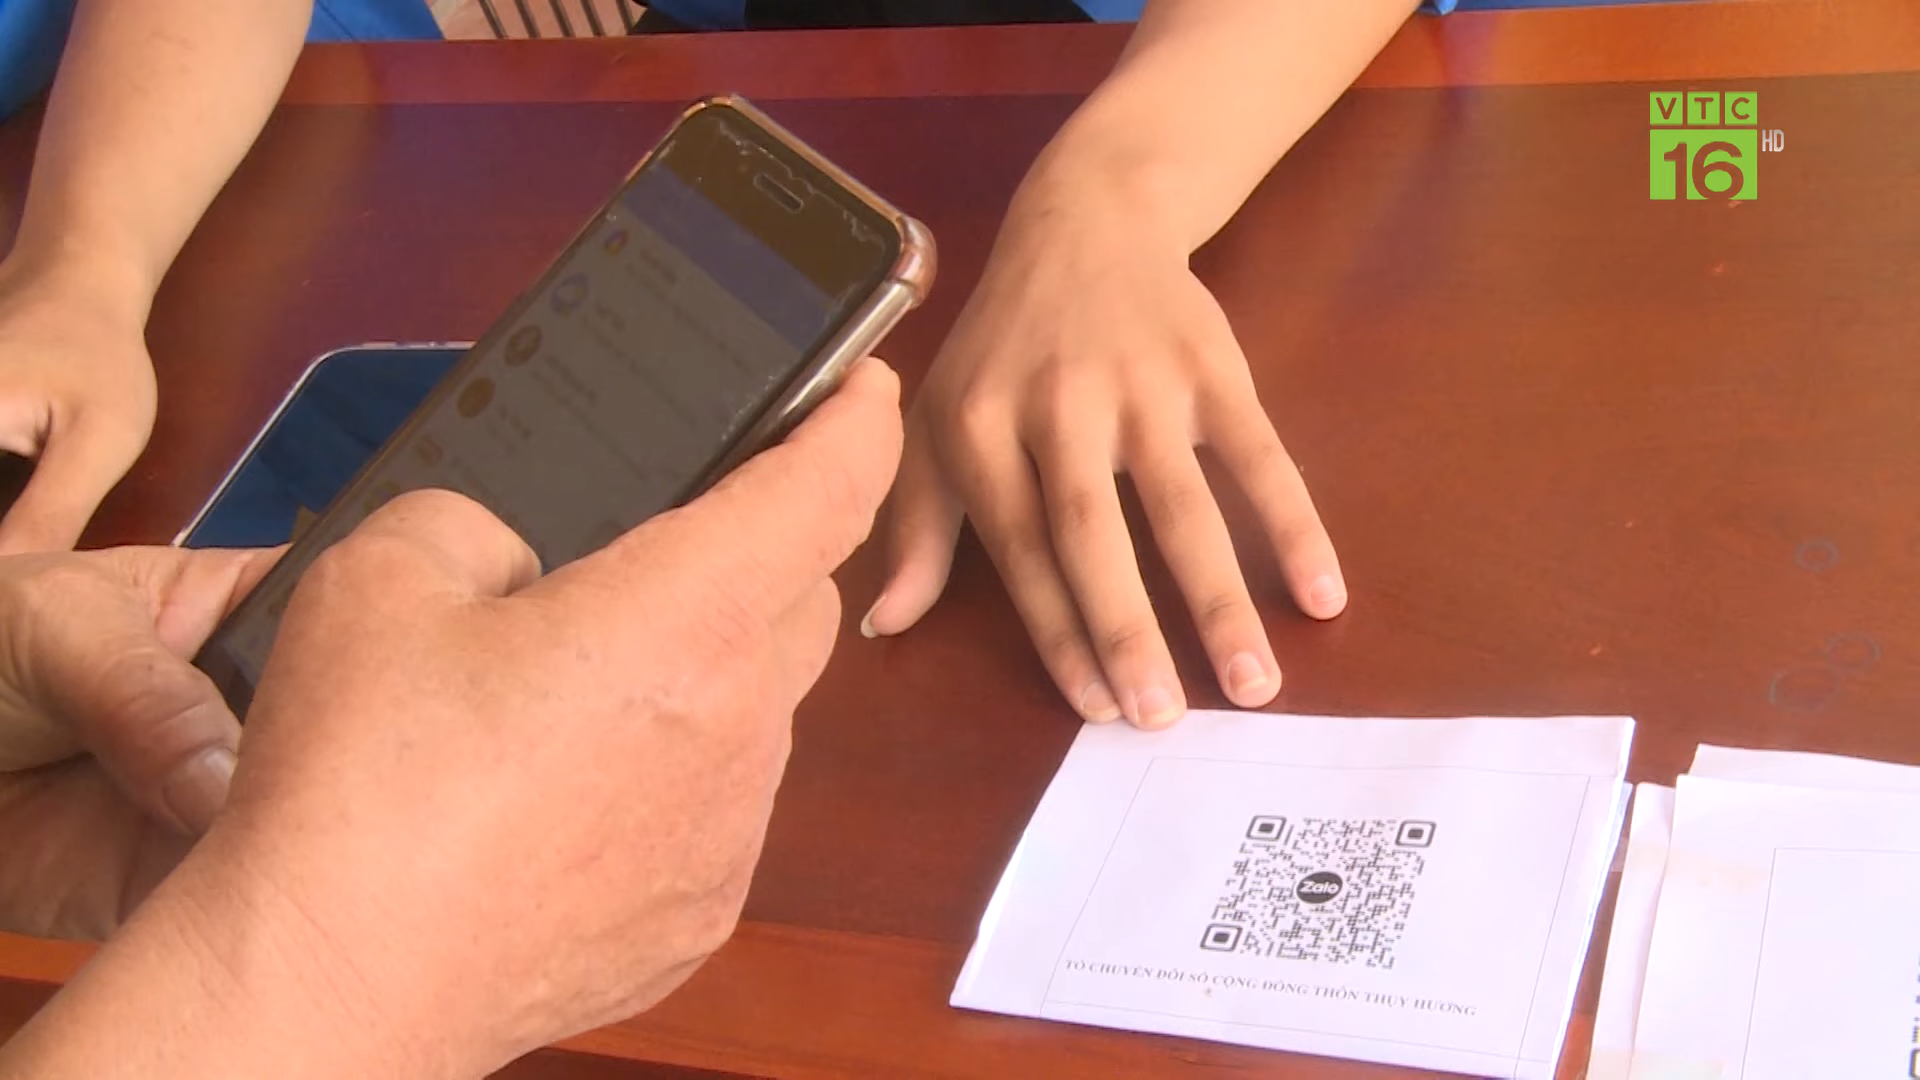 VTC
16 HD
Zalo
TỔ CHUYỂN ĐỔI SỐ CỘNG ĐỒNG THÔN THỤY HƯƠNG